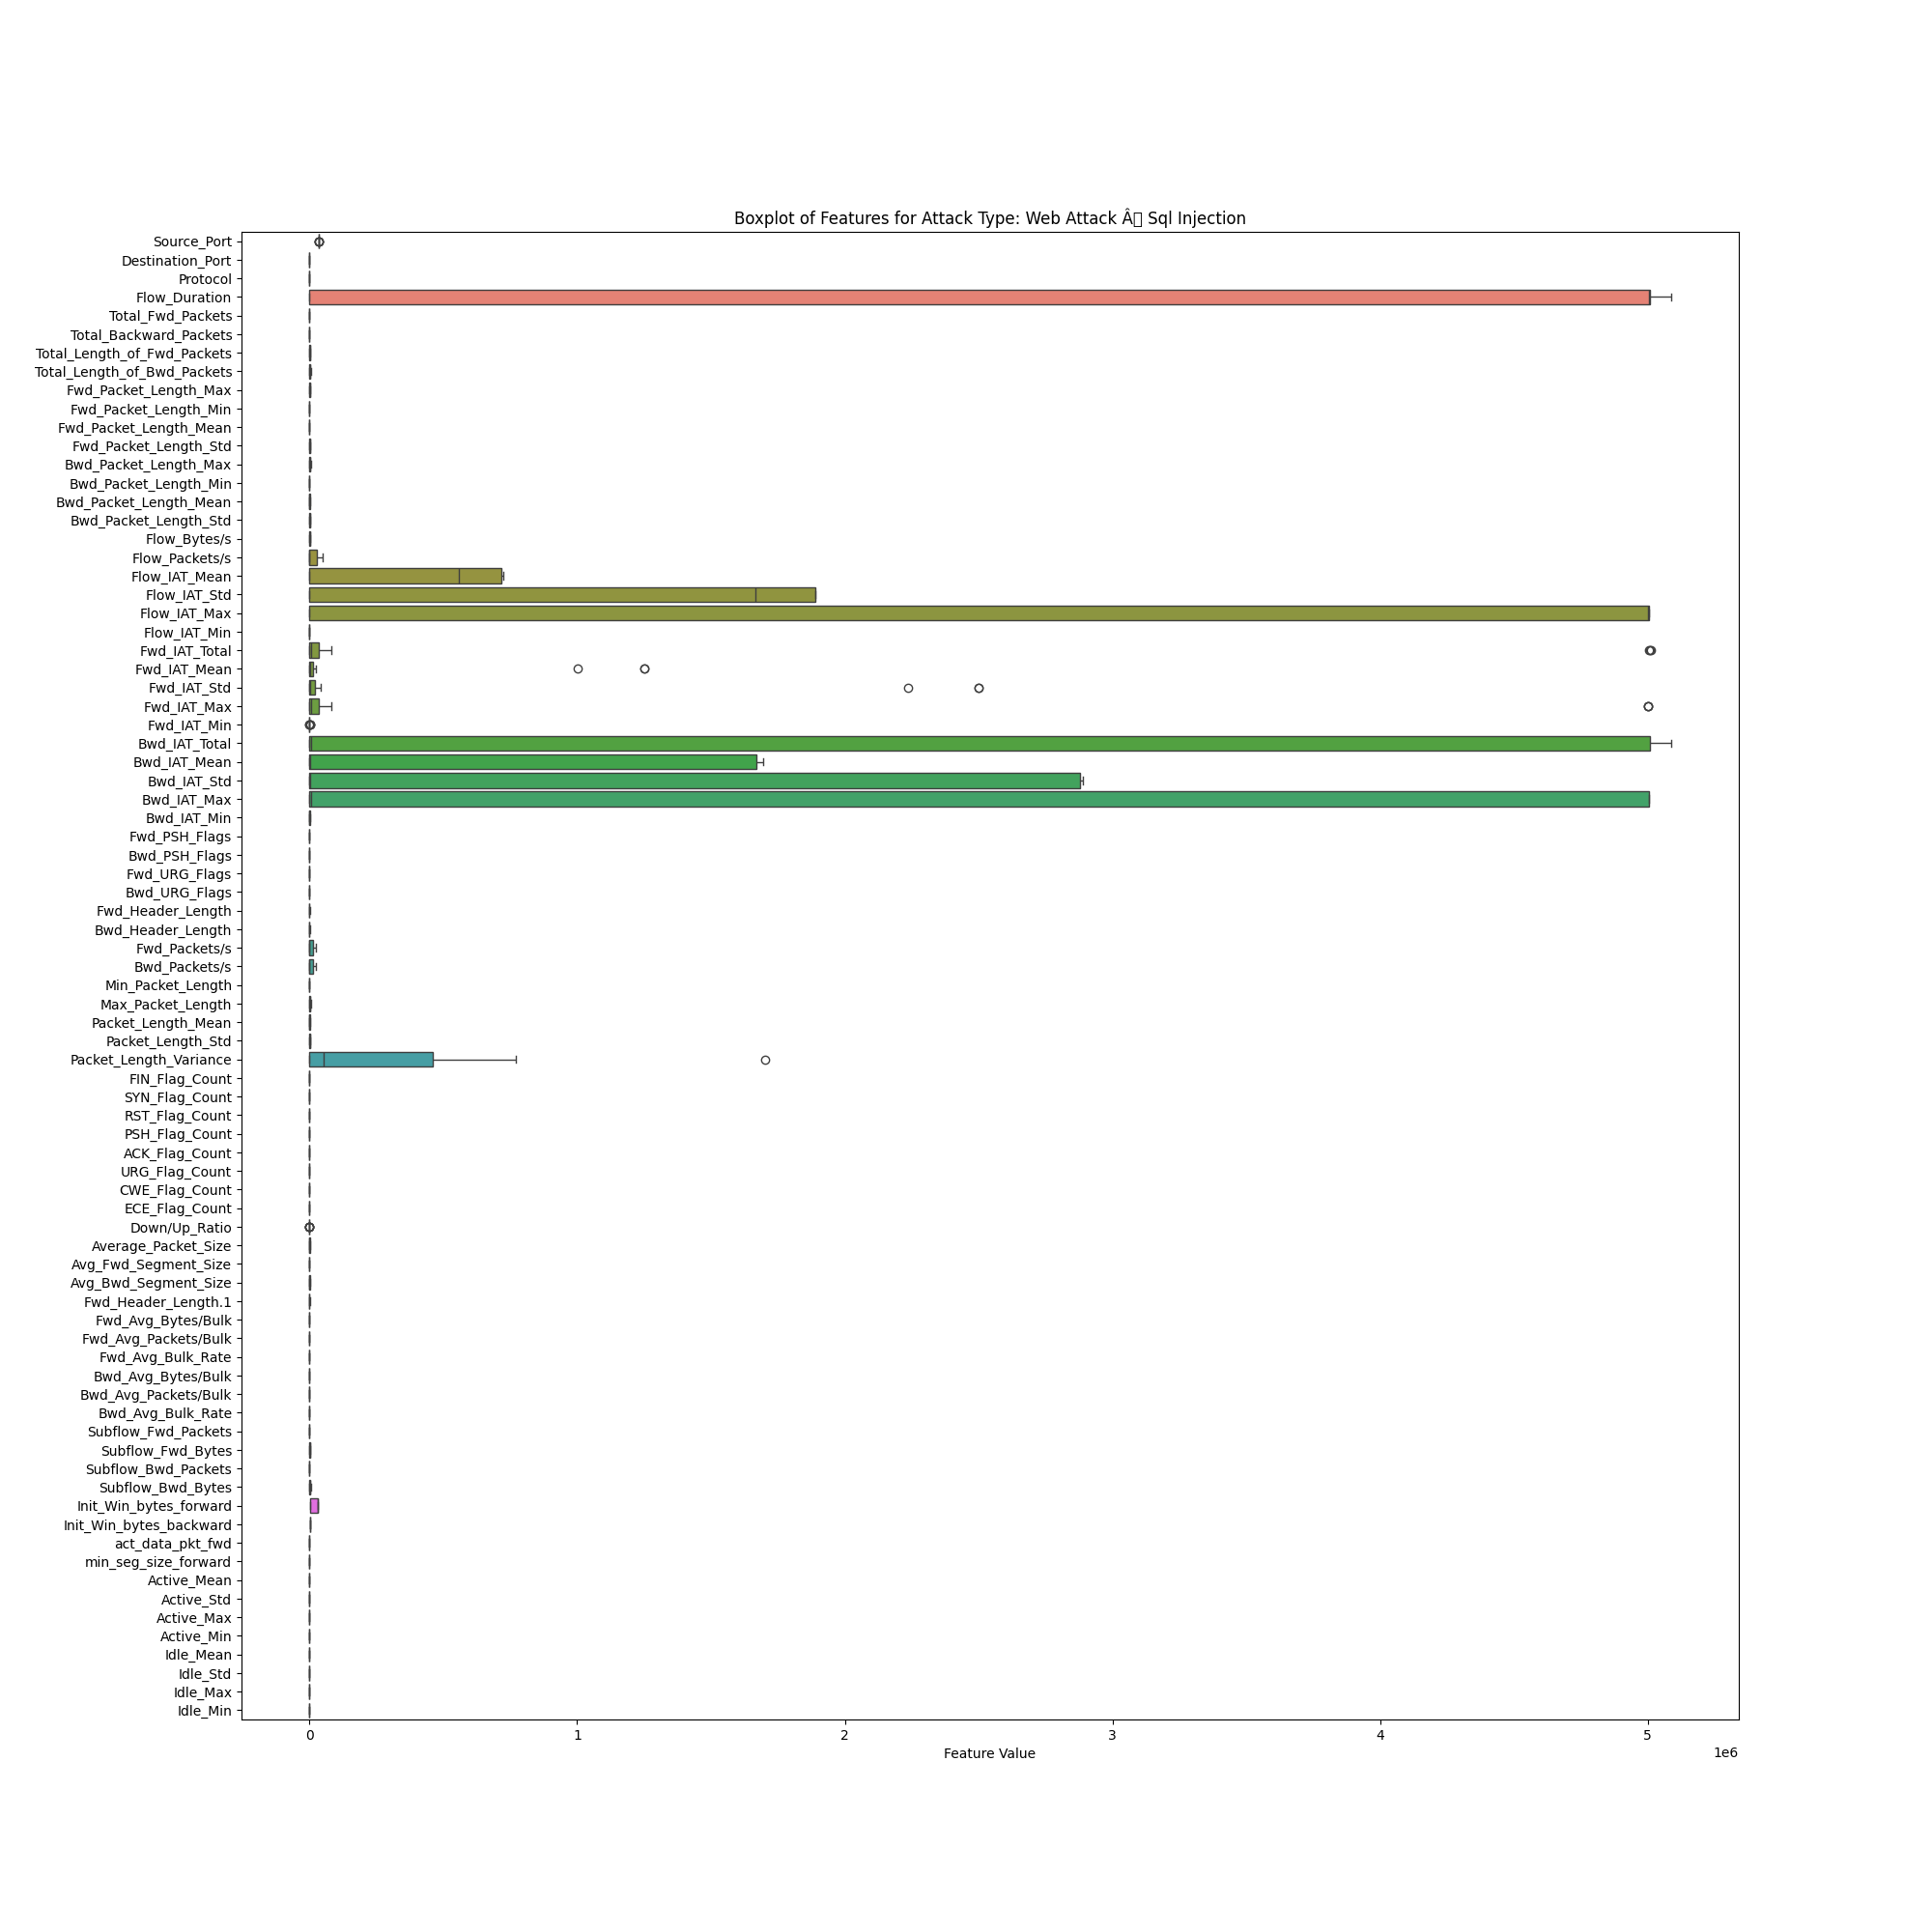 Boxplot of Features for Attack Type: Web Attack Â▯ Sql Injection
Source_Port
Destination_Port
Protocol
Flow_Duration
Total_Fwd_Packets
Total_Backward_Packets
Total_Length_of_Fwd_Packets
Total_Length_of_Bwd_Packets
Fwd_Packet_Length_Max
Fwd_Packet_Length_Min
Fwd_Packet_Length_Mean
Fwd_Packet_Length_Std
Bwd_Packet_Length_Max
Bwd_Packet_Length_Min
Bwd_Packet_Length_Mean
Bwd_Packet_Length_Std
Flow_Bytes/s
Flow_Packets/s
Flow_IAT_Mean
Flow_IAT_Std
Flow_IAT_Max
Flow_IAT_Min
Fwd_IAT_Total
Fwd_IAT_Mean
Fwd_IAT_Std
Fwd_IAT_Max
Fwd_IAT_Min
Bwd_IAT_Total
Bwd_IAT_Mean
Bwd_IAT_Std
Bwd_IAT_Max
Bwd_IAT_Min
Fwd_PSH_Flags
Bwd_PSH_Flags
Fwd_URG_Flags
Bwd_URG_Flags
Fwd_Header_Length
Bwd_Header_Length
Fwd_Packets/s
Bwd_Packets/s
Min_Packet_Length
Max_Packet_Length
Packet_Length_Mean
Packet_Length_Std
Packet_Length_Variance
FIN_Flag_Count
SYN_Flag_Count
RST_Flag_Count
PSH_Flag_Count
ACK_Flag_Count
URG_Flag_Count
CWE_Flag_Count
ECE_Flag_Count
Down/Up_Ratio
Average_Packet_Size
Avg_Fwd_Segment_Size
Avg_Bwd_Segment_Size
Fwd_Header_Length.1
Fwd_Avg_Bytes/Bulk
Fwd_Avg_Packets/Bulk
Fwd_Avg_Bulk_Rate
Bwd_Avg_Bytes/Bulk
Bwd_Avg_Packets/Bulk
Bwd_Avg_Bulk_Rate
Subflow_Fwd_Packets
Subflow_Fwd_Bytes
Subflow_Bwd_Packets
Subflow_Bwd_Bytes
Init_Win_bytes_forward
Init_Win_bytes_backward
act_data_pkt_fwd
min_seg_size_forward
Active_Mean
Active_Std
Active_Max
Active_Min
Idle_Mean
Idle_Std
Idle_Max
Idle_Min
0 1 2 3 4 5
Feature Value
1e6